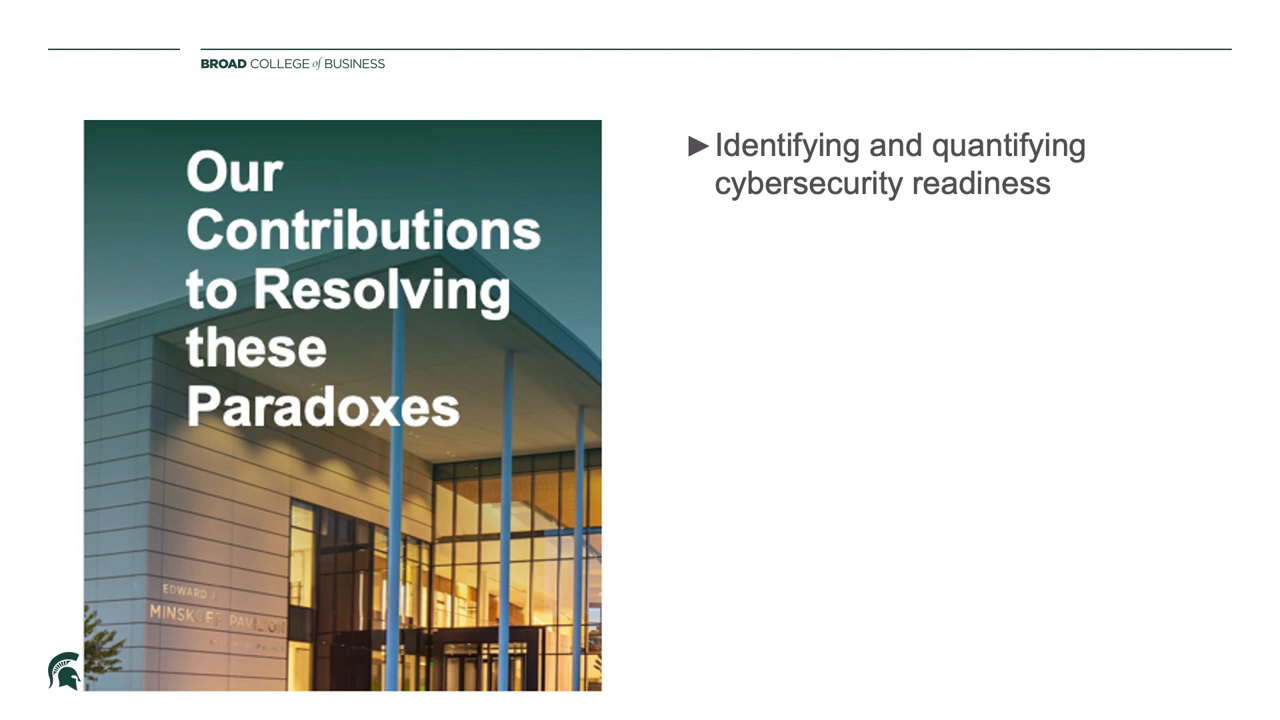 BROAD COLLEGE of BUSINESS
Our
Contributions
to Resolving
these
Paradoxes
►Identifying and quantifying
cybersecurity readiness
EDWARD J
MINSKOFF PAVILION